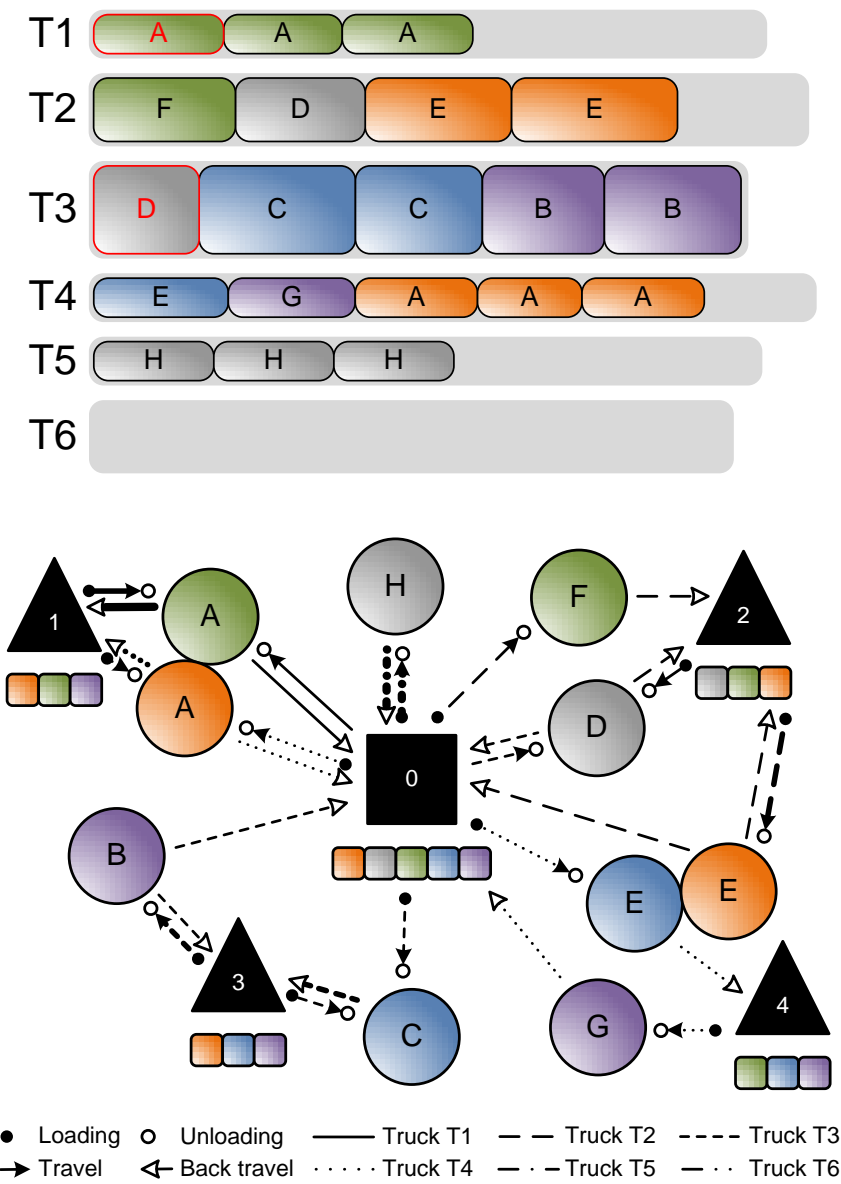 T1 A A A
T2 F D E E
T3 D C C B B
T4 E G A A A
T5 H H H
T6
H
F
1
2
A
A
D
0
B
E
E
3
4
C
G
Loading Unloading Truck T1 Truck T2 Truck T3
Travel Back travel Truck T4 Truck T5 Truck T6